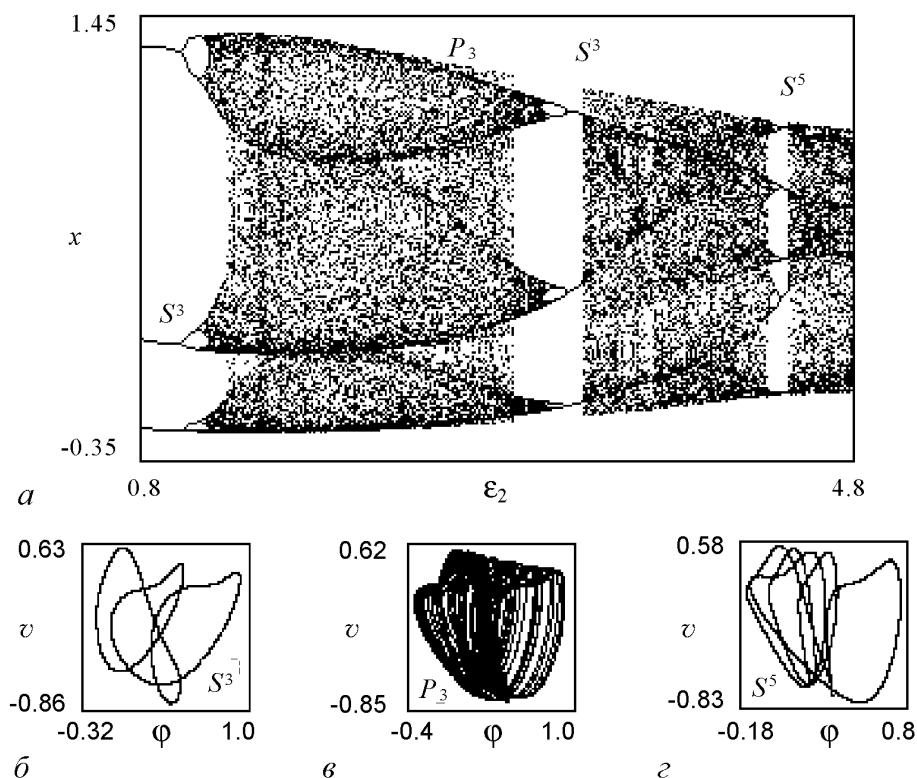 1.45
P₃
S³
S⁵
x
S³
-0.35
а
0.8
ε₂
4.8
0.63
v
S³
-0.86
-0.32
φ
1.0
б
0.62
v
P₃
-0.85
-0.4
φ
1.0
в
0.58
v
S⁵
-0.83
-0.18
φ
0.8
г